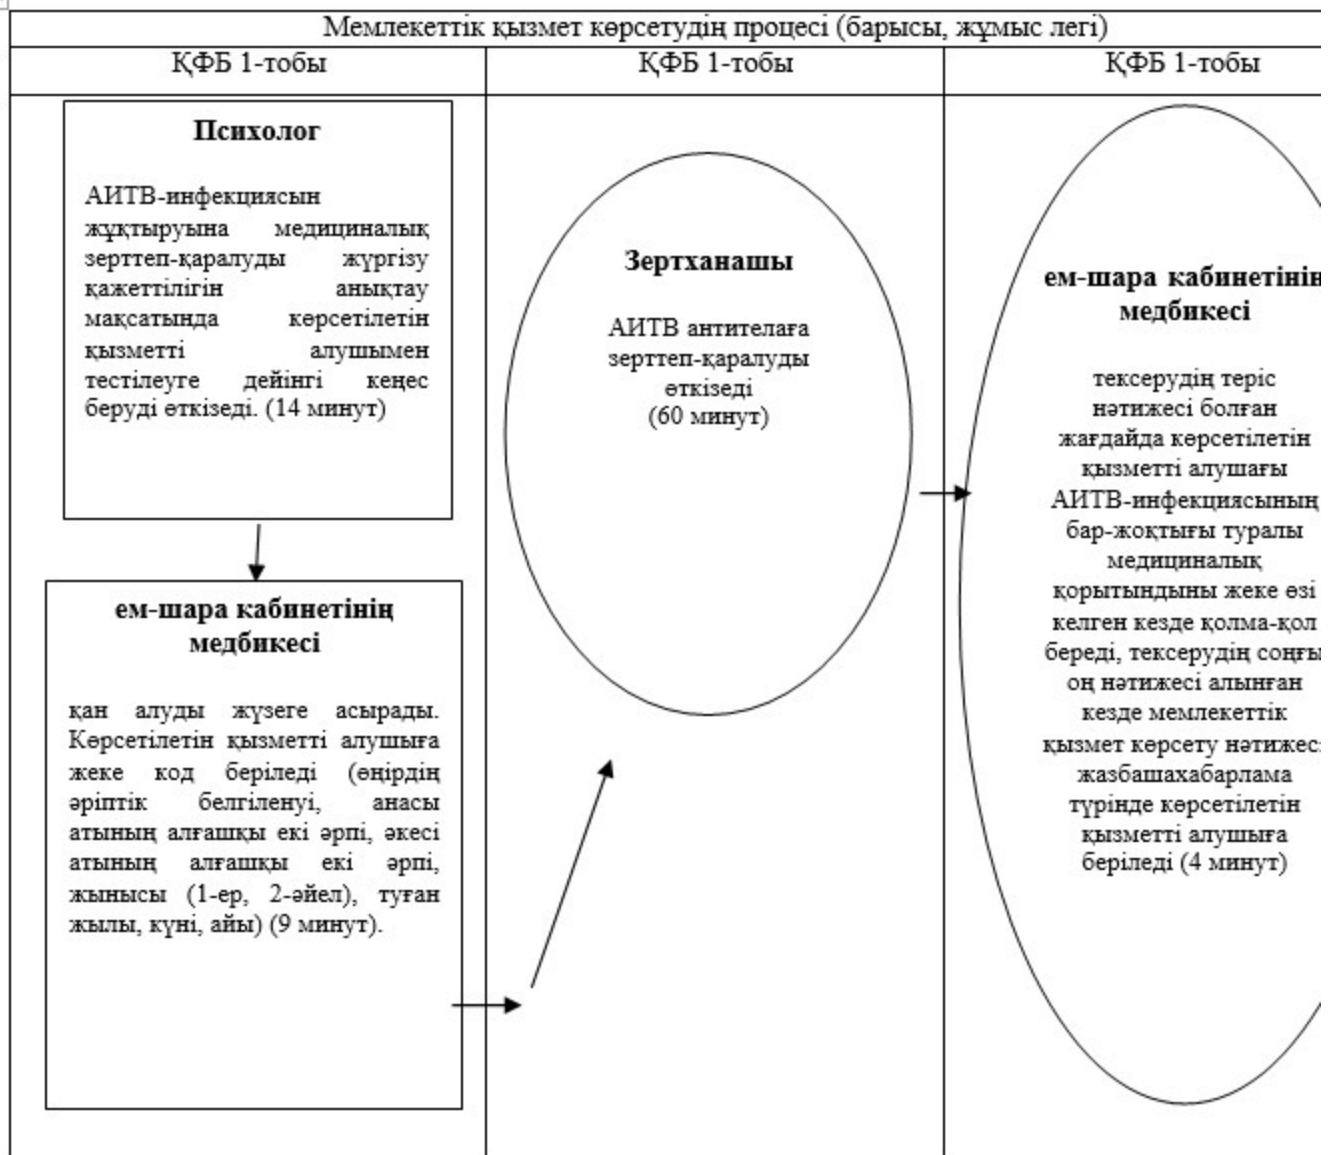 Мемлекеттік қызмет көрсетудің процесі (барысы, жұмыс легі)
ҚФБ 1-тобы
ҚФБ 1-тобы
ҚФБ 1-тобы
Психолог
АИТВ-инфекциясын
жұқтыруына медициналық
зерттеп-қаралуды жүргізу
қажеттілігін анықтау
мақсатында көрсетілетін
қызметті алушымен
тестілеуге дейінгі кеңес
беруді өткізеді. (14 минут)
ем-шара кабинетінің
медбикесі
қан алуды жүзеге асырады.
Көрсетілетін қызметті алушыға
жеке код беріледі (өңірдің
әріптік белгіленуі, анасы
атының алғашқы екі әрпі, әкесі
атының алғашқы екі әрпі,
жынысы (1-ер, 2-әйел), туған
жылы, күні, айы) (9 минут).
Зертханашы
АИТВ антителаға
зерттеп-қаралуды
өткізеді
(60 минут)
ем-шара кабинетінің
медбикесі
тексерудің теріс
нәтижесі болған
жағдайда көрсетілетін
қызметті алушағы
АИТВ-инфекциясының
бар-жоқтығы туралы
медициналық
қорытындыны жеке өзі
келген кезде қолма-қол
береді, тексерудің соңғы
оң нәтижесі алынған
кезде мемлекеттік
қызмет көрсету нәтижесі
жазбашахабарлама
түрінде көрсетілетін
қызметті алушыға
беріледі (4 минут)